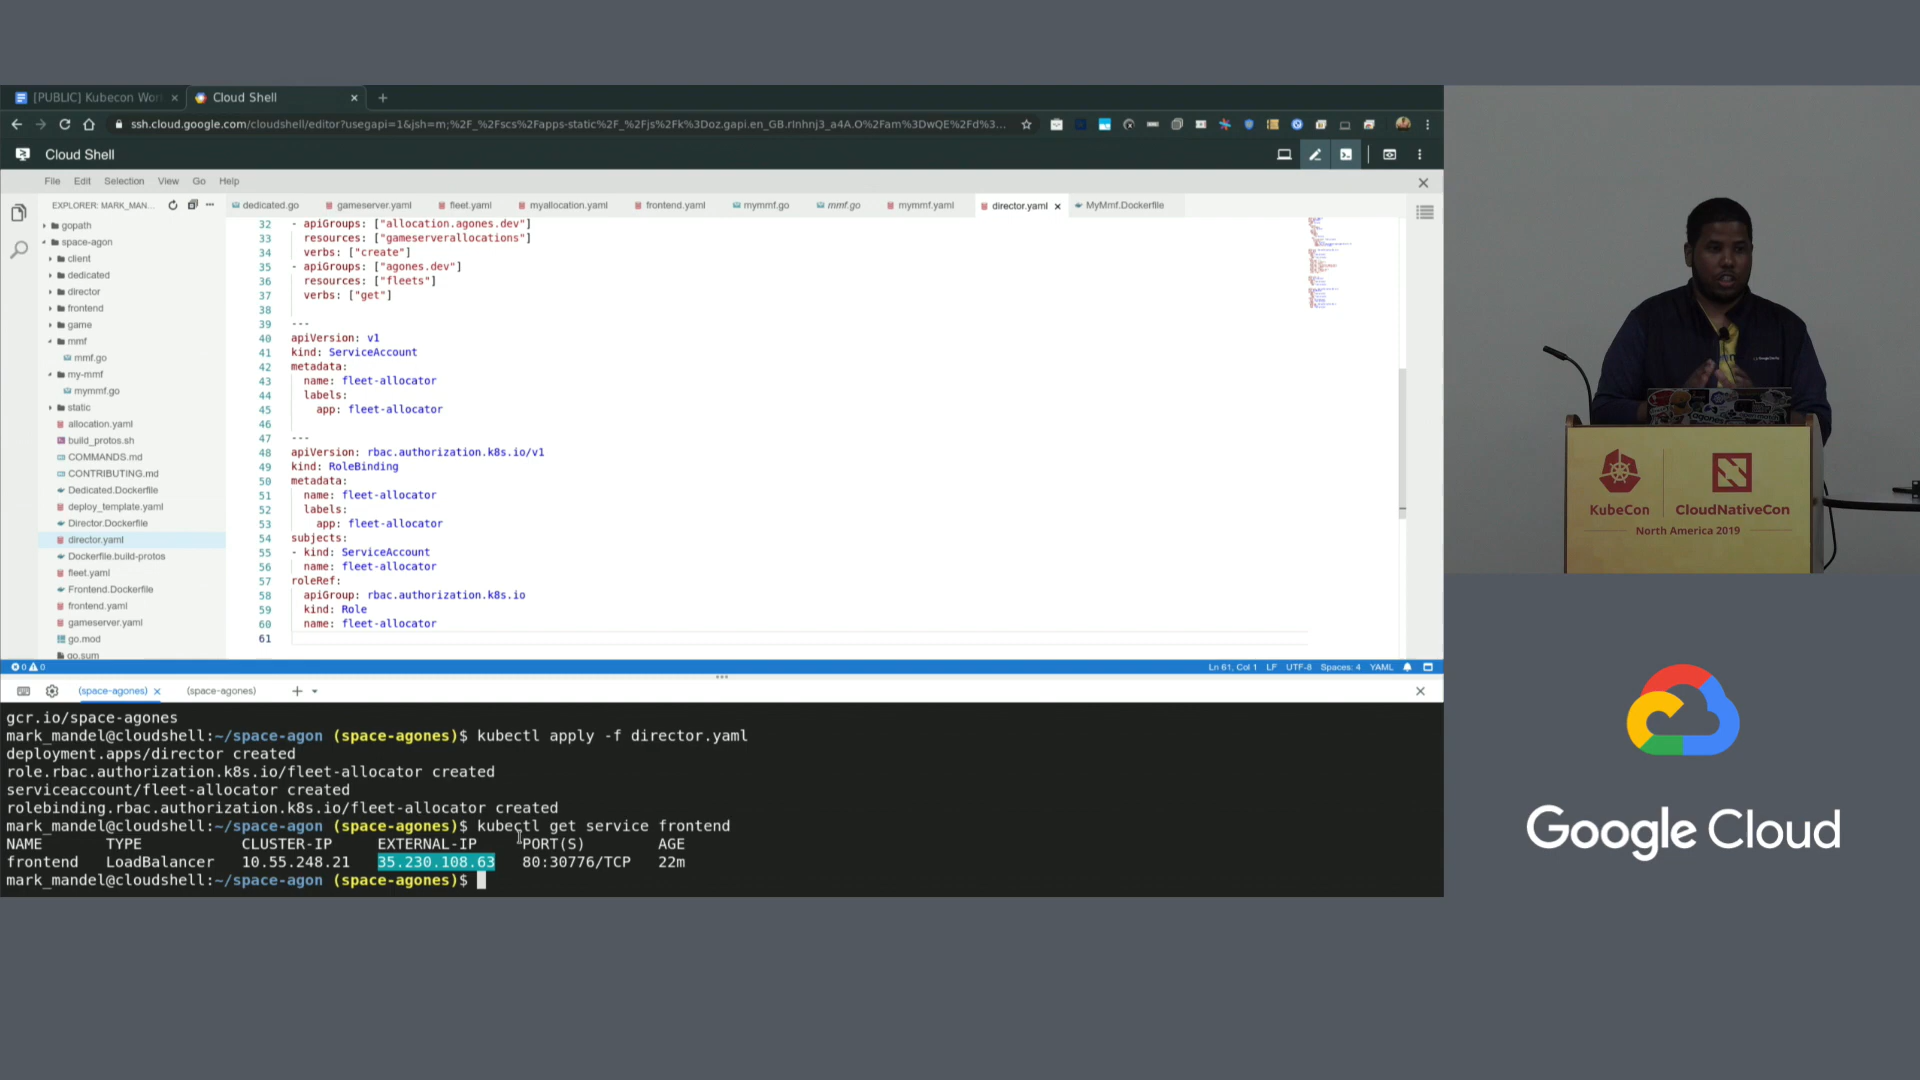 [PUBLIC] Kubecon Wor
Cloud Shell
ssh.cloud.google.com/cloudshell/editor?usegapi=1&jsh=m;%2F_%2Fscs%2Fapps-static%2F_%2Fjs%2Fk%3Doz.gapi.en_GB.rInhnj3_a4A.O%2Fam%3DwQE%2Fd%3...
Cloud Shell
File Edit Selection View Go Help
EXPLORER: MARK_MAN...
dedicated.go gameserver.yaml fleet.yaml myallocation.yaml frontend.yaml mymmf.go mmf.go mymmf.yaml director.yaml MyMmf.Dockerfile
gopath
space-agon
client
dedicated
director
frontend
game
mmf
mmf.go
my-mmf
mymmf.go
static
allocation.yaml
build_protos.sh
COMMANDS.md
CONTRIBUTING.md
Dedicated.Dockerfile
deploy_template.yaml
Director.Dockerfile
director.yaml
Dockerfile.build-protos
fleet.yaml
Frontend.Dockerfile
frontend.yaml
gameserver.yaml
go.mod
go.sum
32 - apiGroups: ["allocation.agones.dev"]
33 resources: ["gameserverallocations"]
34 verbs: ["create"]
35 - apiGroups: ["agones.dev"]
36 resources: ["fleets"]
37 verbs: ["get"]
38
39 ---
40 apiVersion: v1
41 kind: ServiceAccount
42 metadata:
43 name: fleet-allocator
44 labels:
45 app: fleet-allocator
46
47 ---
48 apiVersion: rbac.authorization.k8s.io/v1
49 kind: RoleBinding
50 metadata:
51 name: fleet-allocator
52 labels:
53 app: fleet-allocator
54 subjects:
55 - kind: ServiceAccount
56 name: fleet-allocator
57 roleRef:
58 apiGroup: rbac.authorization.k8s.io
59 kind: Role
60 name: fleet-allocator
61
0 0
Ln 61, Col 1 LF UTF-8 Spaces: 4 YAML
(space-agones) (space-agones)
gcr.io/space-agones
mark_mandel@cloudshell:~/space-agon (space-agones)$ kubectl apply -f director.yaml
deployment.apps/director created
role.rbac.authorization.k8s.io/fleet-allocator created
serviceaccount/fleet-allocator created
rolebinding.rbac.authorization.k8s.io/fleet-allocator created
mark_mandel@cloudshell:~/space-agon (space-agones)$ kubectl get service frontend
NAME TYPE CLUSTER-IP EXTERNAL-IP PORT(S) AGE
frontend LoadBalancer 10.55.248.21 35.230.108.63 80:30776/TCP 22m
mark_mandel@cloudshell:~/space-agon (space-agones)$
KubeCon CloudNativeCon
North America 2019
Google Cloud